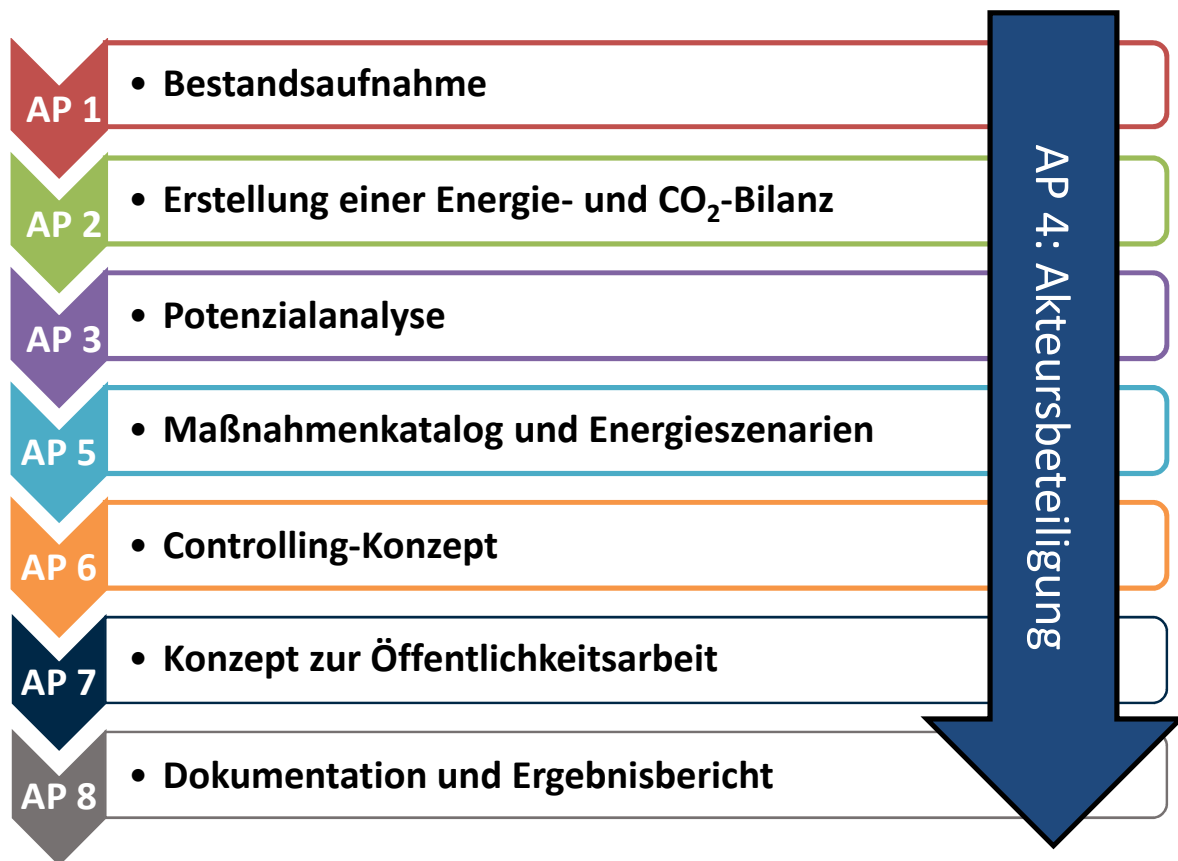 AP 1
• Bestandsaufnahme
AP 2
• Erstellung einer Energie- und CO₂-Bilanz
AP 3
• Potenzialanalyse
AP 5
• Maßnahmenkatalog und Energieszenarien
AP 6
• Controlling-Konzept
AP 7
• Konzept zur Öffentlichkeitsarbeit
AP 8
• Dokumentation und Ergebnisbericht
AP 4: Akteursbeteiligung